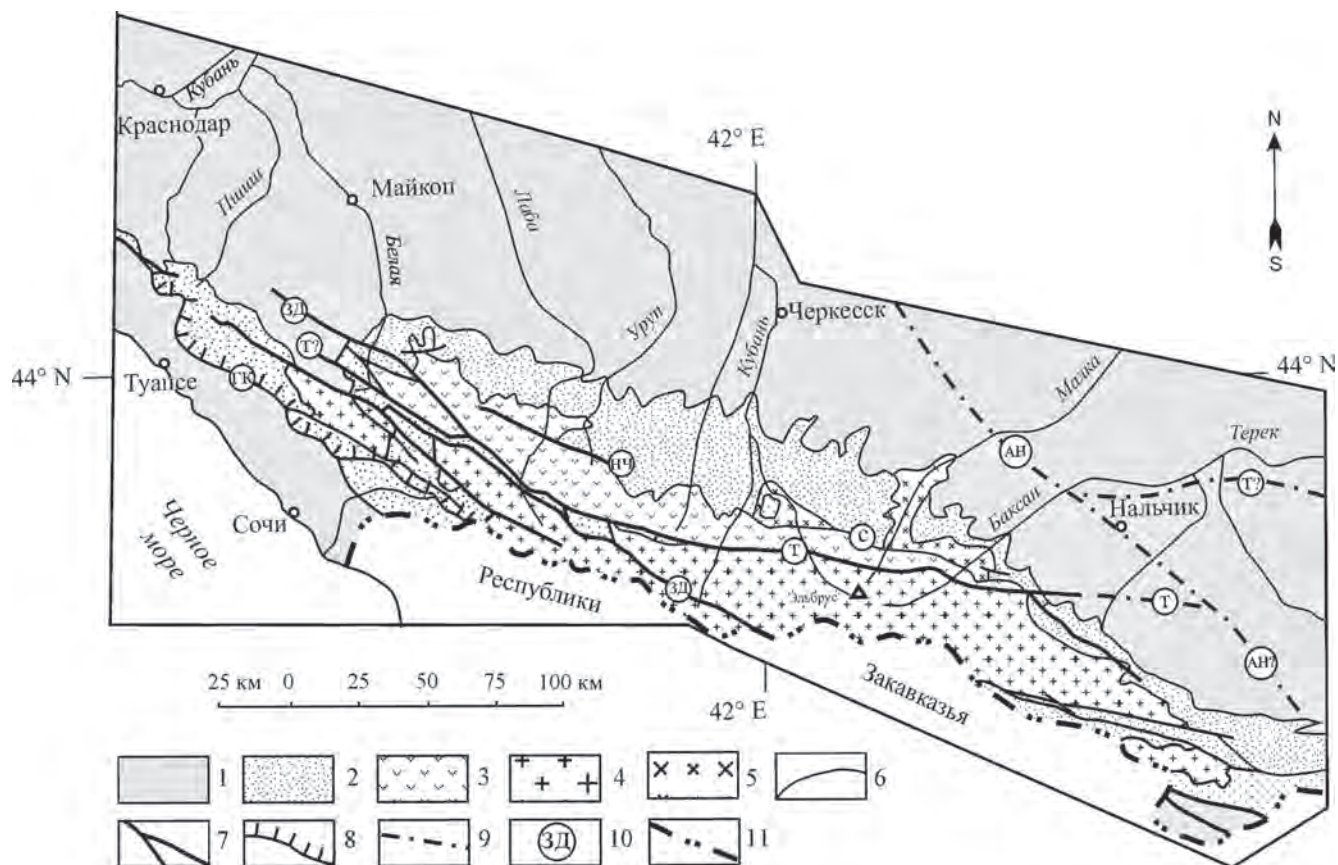 Кубань
Краснодар
Пшиш
Майкоп
Белая
Лаба
Уруп
42° E
Кубань
Черкесск
N
S
Малка
44° N
44° N
Туапсе
ЗД
Т?
ГК
НЧ
АН
Терек
Т?
Баксан
Нальчик
Сочи
Черное
море
С
Т
Эльбрус
ЗД
Т
АН?
Республики
Закавказья
25 км 0 25 50 75 100 км
42° E
1 2 3 4 5 6
7 8 9 ЗД 10 11